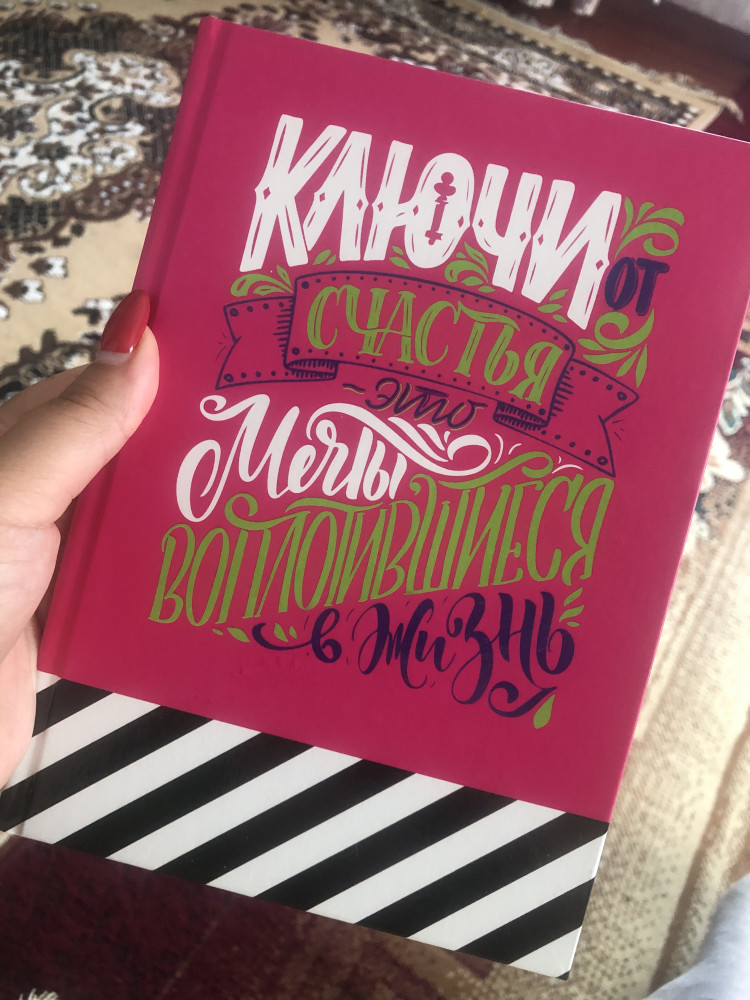 КЛЮЧИ ОТ
СЧАСТЬЯ
- ЭТО
Мечты
ВОПЛОТИВШИЕСЯ
в Жизнь